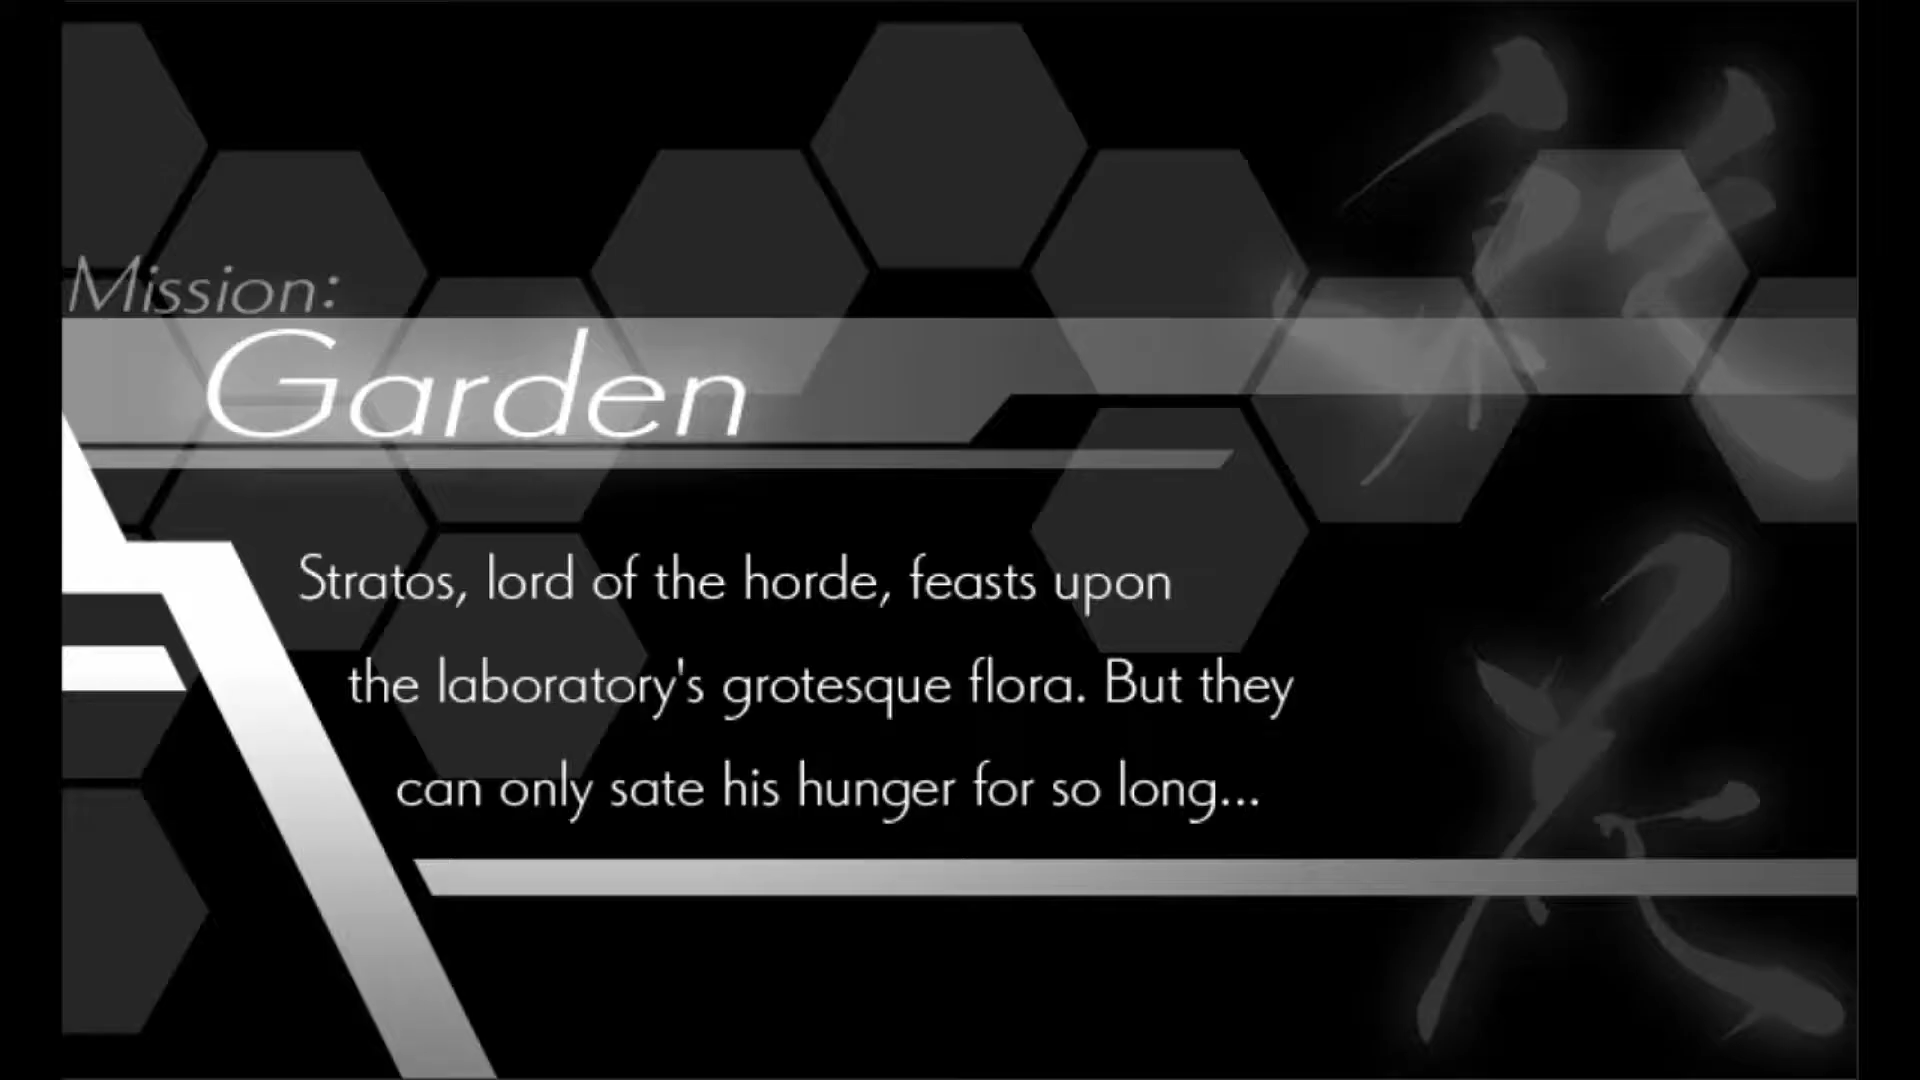 Mission:
Garden
Stratos, lord of the horde, feasts upon
the laboratory's grotesque flora. But they
can only sate his hunger for so long...